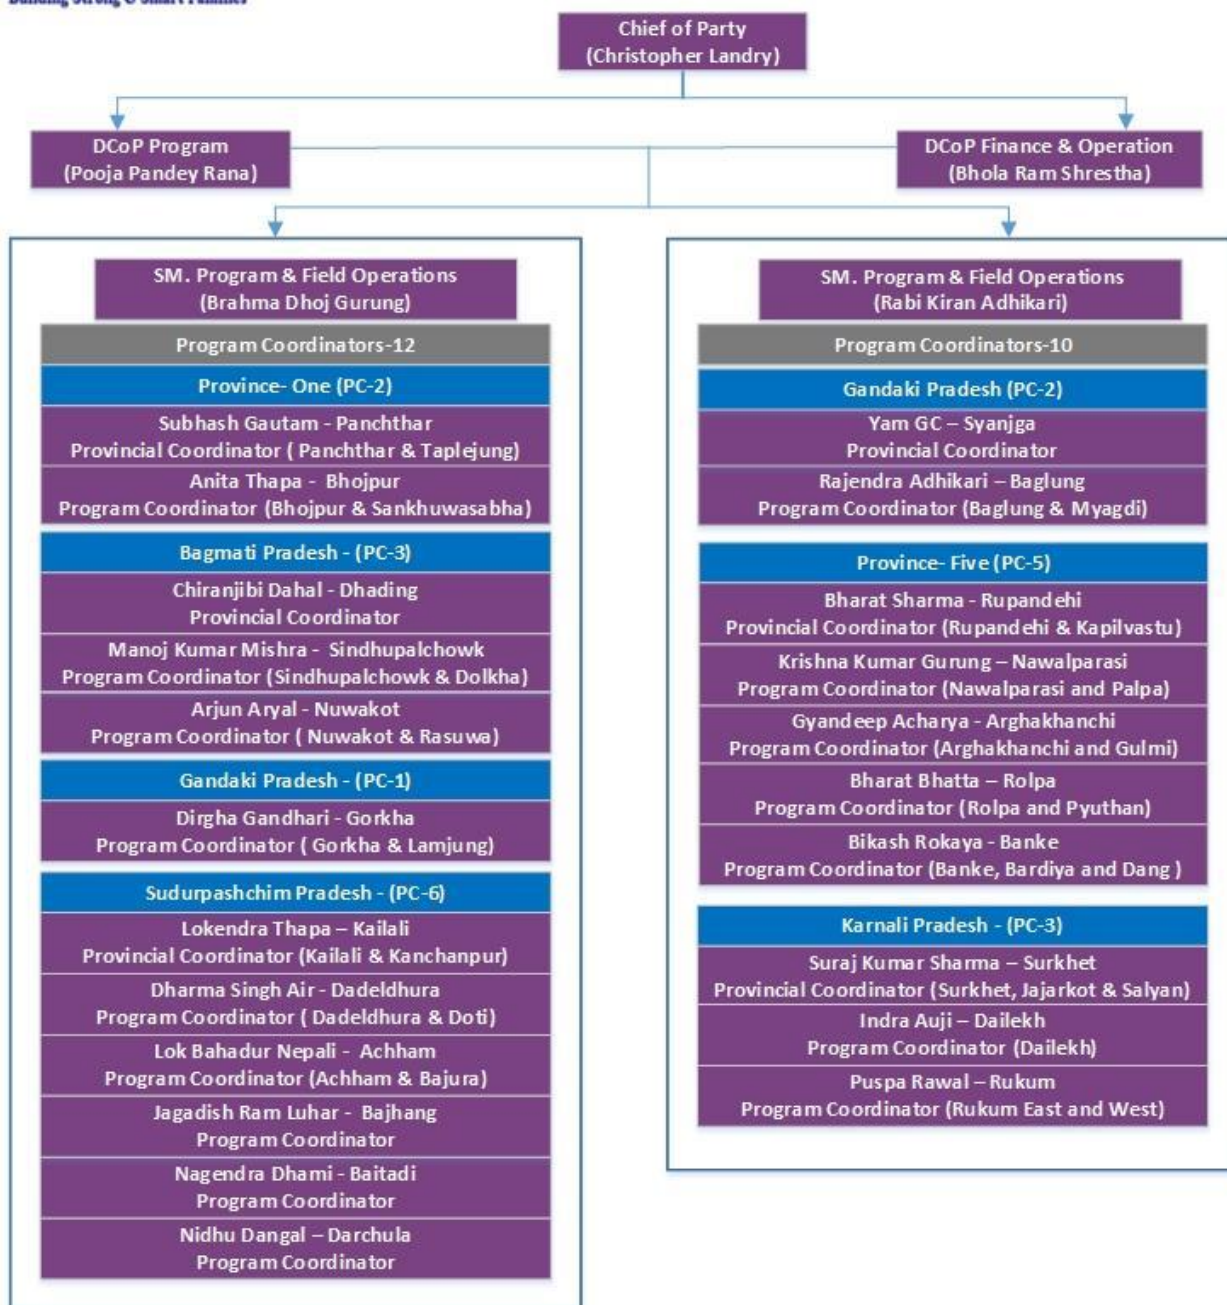 Building Strong & Smart Families
Chief of Party
(Christopher Landry)
DCoP Program
(Pooja Pandey Rana)
DCoP Finance & Operation
(Bhola Ram Shrestha)
SM. Program & Field Operations
(Brahma Dhoj Gurung)
Program Coordinators-12
Province- One (PC-2)
Subhash Gautam - Panchthar
Provincial Coordinator ( Panchthar & Taplejung)
Anita Thapa - Bhojpur
Program Coordinator (Bhojpur & Sankhuwasabha)
Bagmati Pradesh - (PC-3)
Chiranjibi Dahal - Dhading
Provincial Coordinator
Manoj Kumar Mishra - Sindhupalchowk
Program Coordinator (Sindhupalchowk & Dolkha)
Arjun Aryal - Nuwakot
Program Coordinator ( Nuwakot & Rasuwa)
Gandaki Pradesh - (PC-1)
Dirgha Gandhari - Gorkha
Program Coordinator ( Gorkha & Lamjung)
Sudurpashchim Pradesh - (PC-6)
Lokendra Thapa – Kailali
Provincial Coordinator (Kailali & Kanchanpur)
Dharma Singh Air - Dadeldhura
Program Coordinator ( Dadeldhura & Doti)
Lok Bahadur Nepali - Achham
Program Coordinator (Achham & Bajura)
Jagadish Ram Luhar - Bajhang
Program Coordinator
Nagendra Dhami - Baitadi
Program Coordinator
Nidhu Dangal – Darchula
Program Coordinator
SM. Program & Field Operations
(Rabi Kiran Adhikari)
Program Coordinators-10
Gandaki Pradesh (PC-2)
Yam GC – Syanjga
Provincial Coordinator
Rajendra Adhikari – Baglung
Program Coordinator (Baglung & Myagdi)
Province- Five (PC-5)
Bharat Sharma - Rupandehi
Provincial Coordinator (Rupandehi & Kapilvastu)
Krishna Kumar Gurung – Nawalparasi
Program Coordinator (Nawalparasi and Palpa)
Gyandeep Acharya - Arghakhanchi
Program Coordinator (Arghakhanchi and Gulmi)
Bharat Bhatta – Rolpa
Program Coordinator (Rolpa and Pyuthan)
Bikash Rokaya - Banke
Program Coordinator (Banke, Bardiya and Dang )
Karnali Pradesh - (PC-3)
Suraj Kumar Sharma – Surkhet
Provincial Coordinator (Surkhet, Jajarkot & Salyan)
Indra Auji – Dailekh
Program Coordinator (Dailekh)
Puspa Rawal – Rukum
Program Coordinator (Rukum East and West)